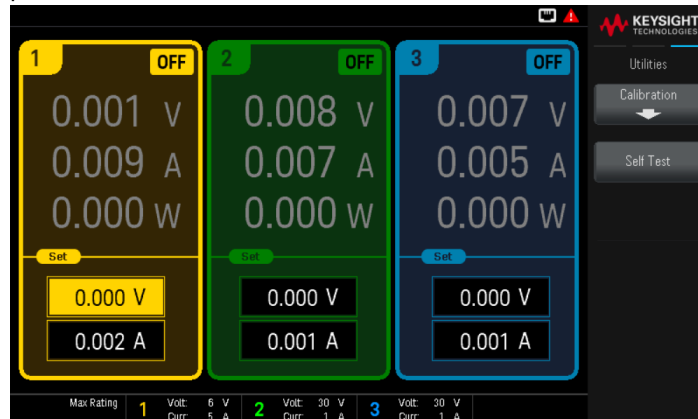 KEYSIGHT
TECHNOLOGIES
Utilities
Calibration
Self Test
1 OFF
0.001 V
0.009 A
0.000 W
Set
0.000 V
0.002 A
2 OFF
0.008 V
0.007 A
0.000 W
Set
0.000 V
0.001 A
3 OFF
0.007 V
0.005 A
0.000 W
Set
0.000 V
0.001 A
Max Rating
1 Volt: 6 V
Curr: 5 A
2 Volt: 30 V
Curr: 1 A
3 Volt: 30 V
Curr: 1 A